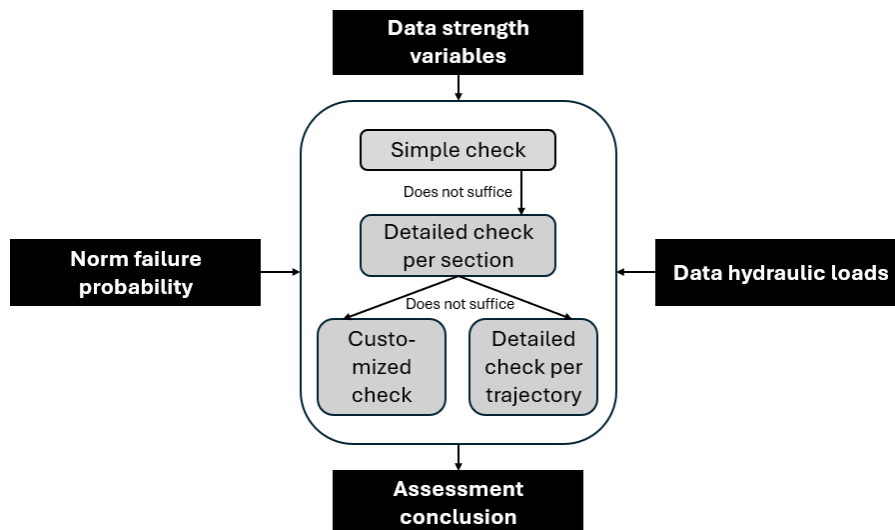 Data strength
variables
Simple check
Does not suffice
Detailed check
per section
Norm failure
probability
Data hydraulic loads
Does not suffice
Custo-
mized
check
Detailed
check per
trajectory
Assessment
conclusion